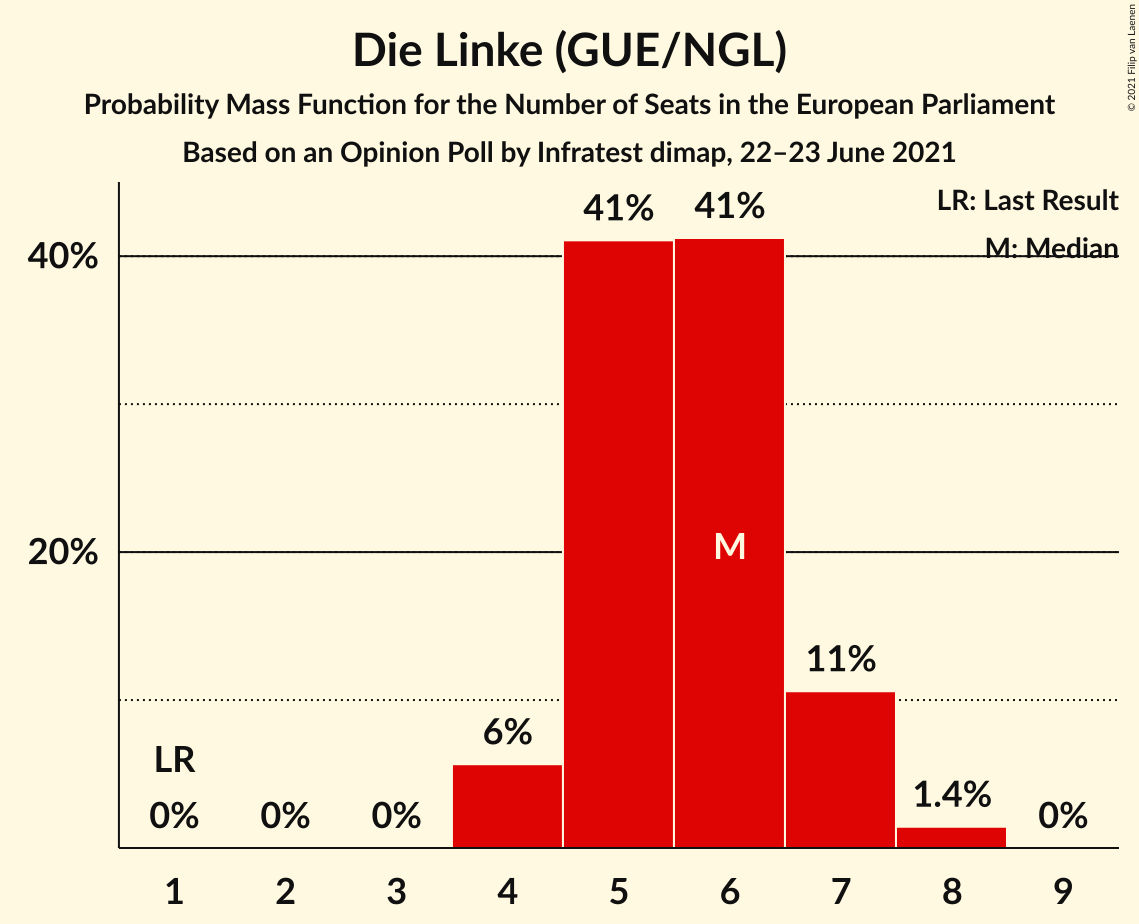 Die Linke (GUE/NGL)
Probability Mass Function for the Number of Seats in the European Parliament
Based on an Opinion Poll by Infratest dimap, 22–23 June 2021
© 2021 Filip van Laenen
LR: Last Result
M: Median
41%
41%
40%
20%
M
11%
6%
LR
1.4%
0%
0%
0%
0%
1 2 3 4 5 6 7 8 9